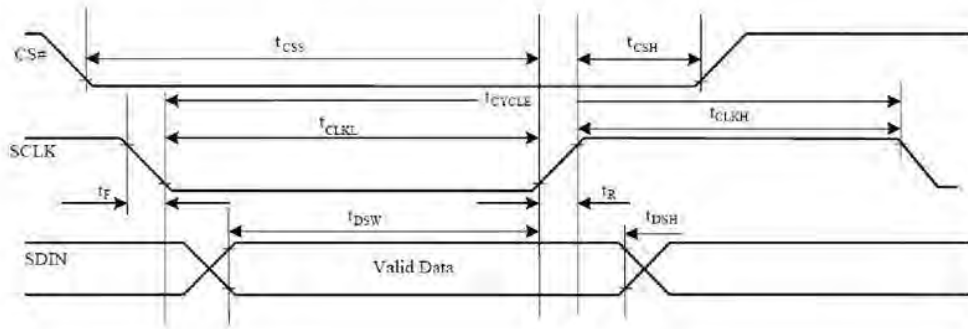 CS#
tCSS
tCSH
tCYCLE
SCLK
tCLKL
tCLKH
tF
tR
SDIN
tDSW
tDSH
Valid Data